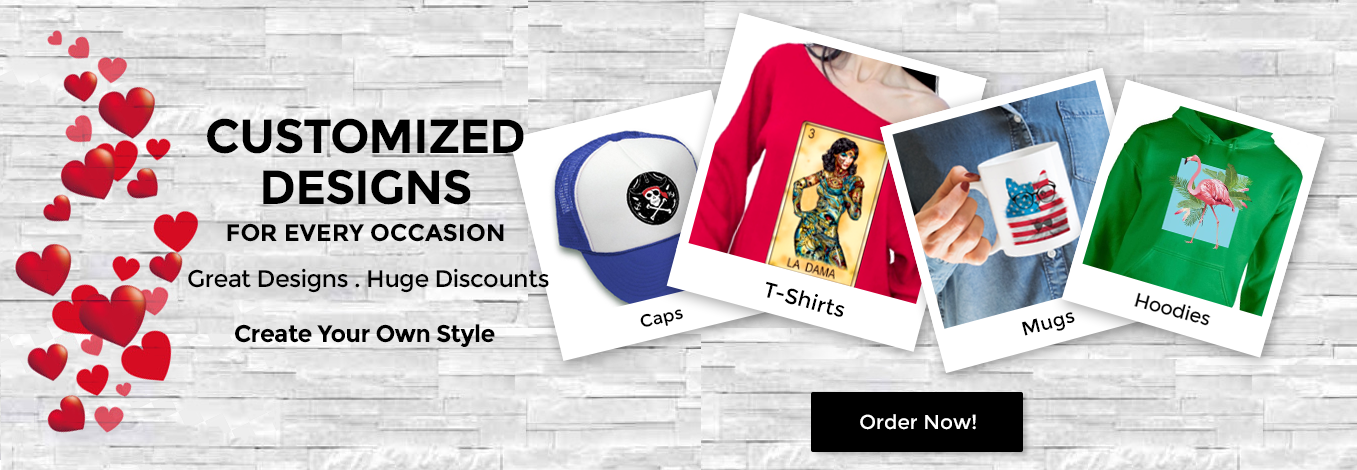 CUSTOMIZED
DESIGNS
FOR EVERY OCCASION
Great Designs . Huge Discounts
Create Your Own Style
Caps
3
LA DAMA
T-Shirts
Mugs
Hoodies
Order Now!